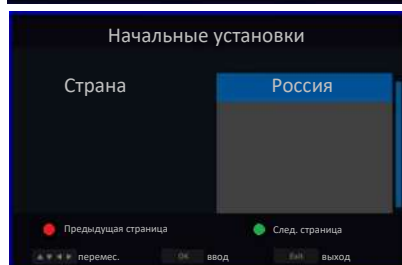 Начальные установки
Страна Россия
Предыдущая страница След. страница
▲ ▼ ◄ ► перемес. OK ввод Exit выход